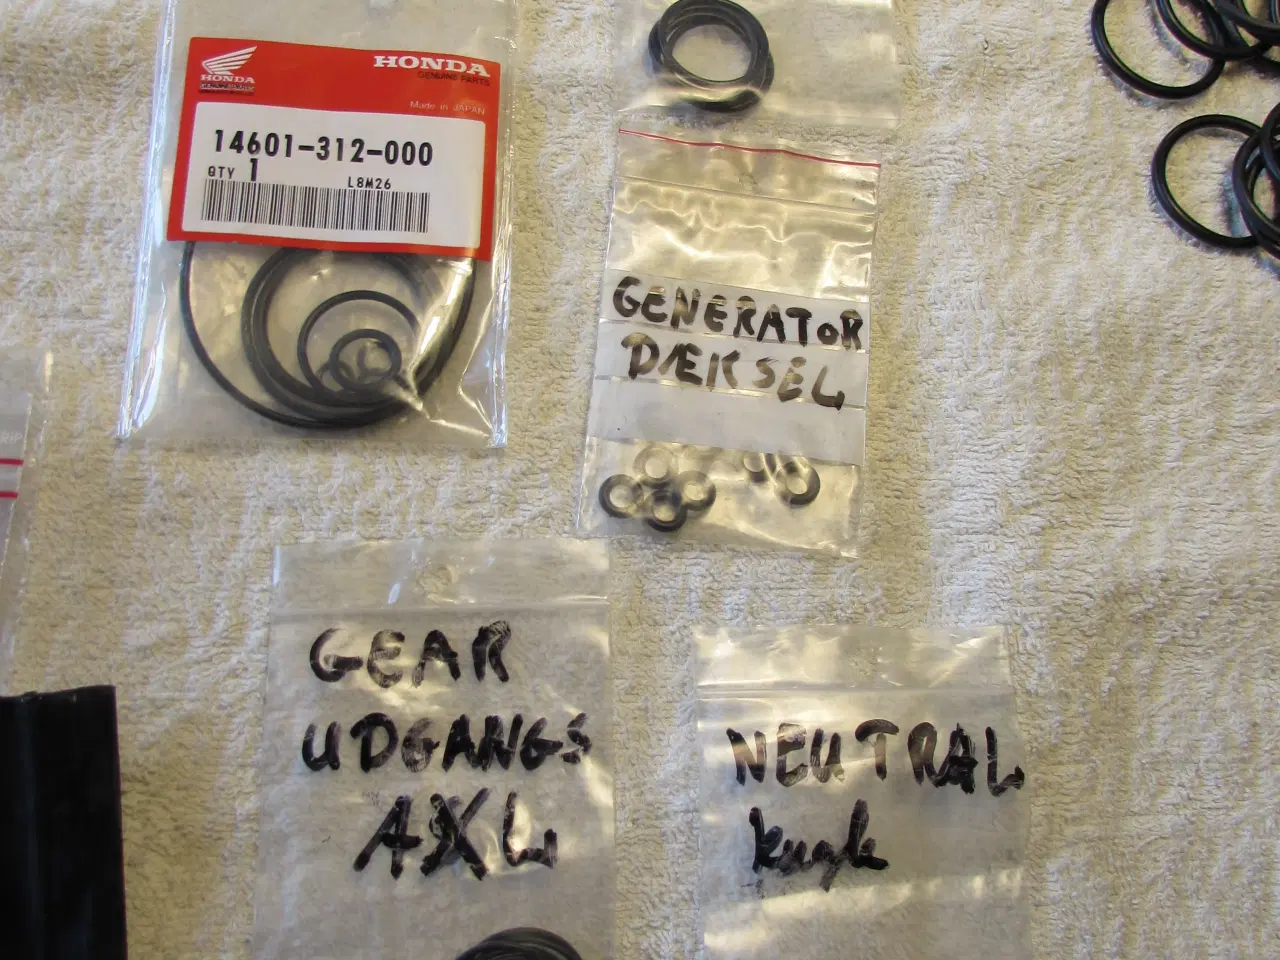 HONDA
HONDA
GENUINE PARTS
Made in JAPAN
14601-312-000
QTY 1
L8M26
GENERATOR
DÆKSEL
GEAR
UDGANGS
AXL
NEUTRAL
kugle